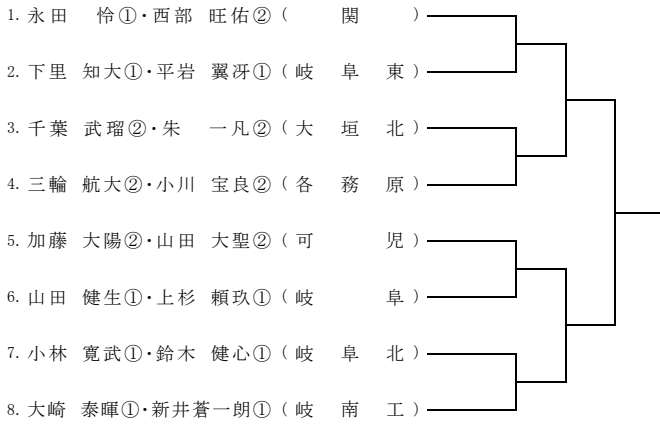 1. 永田 怜①・西部 旺佑②（関）
2. 下里 知大①・平岩 翼冴①（岐阜東）
3. 千葉 武瑠②・朱 一凡②（大垣北）
4. 三輪 航大②・小川 宝良②（各務原）
5. 加藤 大陽②・山田 大聖②（可児）
6. 山田 健生①・上杉 頼玖①（岐阜）
7. 小林 寛武①・鈴木 健心①（岐阜北）
8. 大崎 泰暉①・新井蒼一朗①（岐南工）